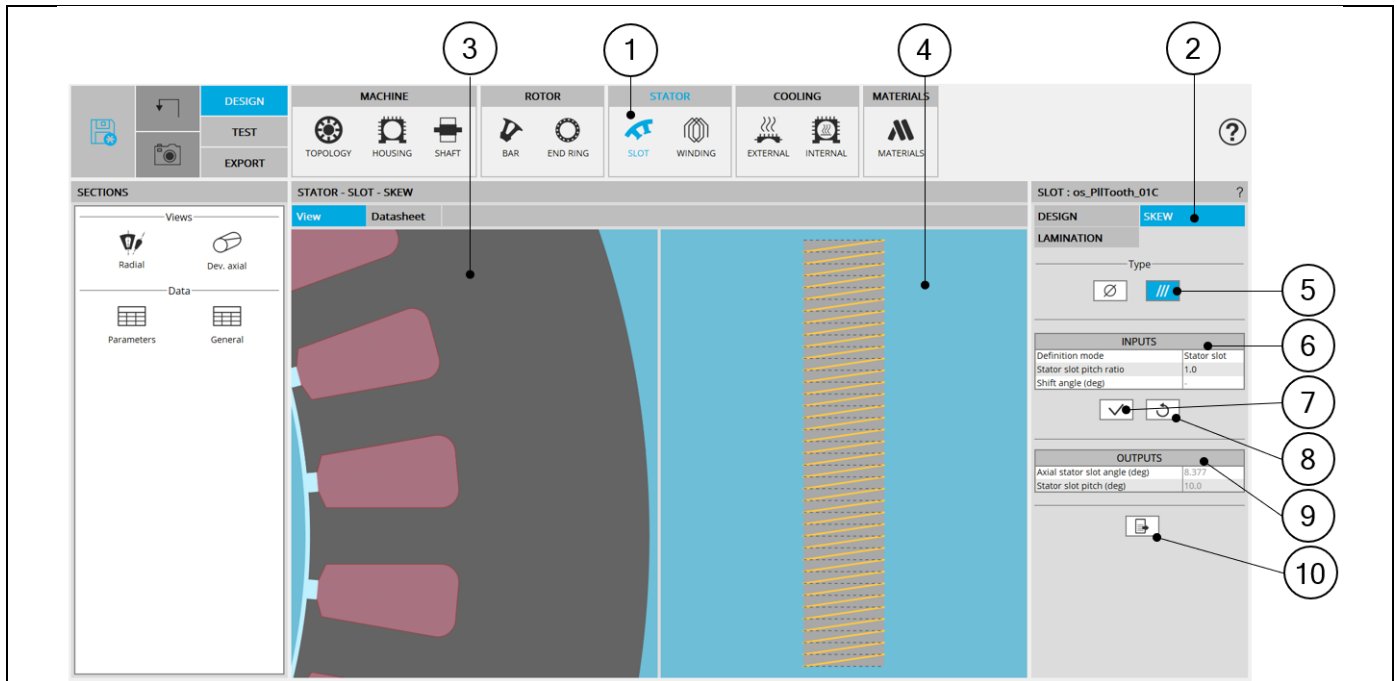 3
1
4
2
DESIGN
TEST
EXPORT
MACHINE
TOPOLOGY HOUSING SHAFT
ROTOR
BAR END RING
STATOR
SLOT WINDING
COOLING
EXTERNAL INTERNAL
MATERIALS
MATERIALS
?
SECTIONS
Views
Radial Dev. axial
Data
Parameters General
STATOR - SLOT - SKEW
View Datasheet
SLOT : os_PllTooth_01C ?
DESIGN SKEW
LAMINATION
Type
5
INPUTS
6
Definition mode Stator slot
Stator slot pitch ratio 1.0
Shift angle (deg) -
7
8
OUTPUTS
Axial stator slot angle (deg) 8.377
Stator slot pitch (deg) 10.0
9
10